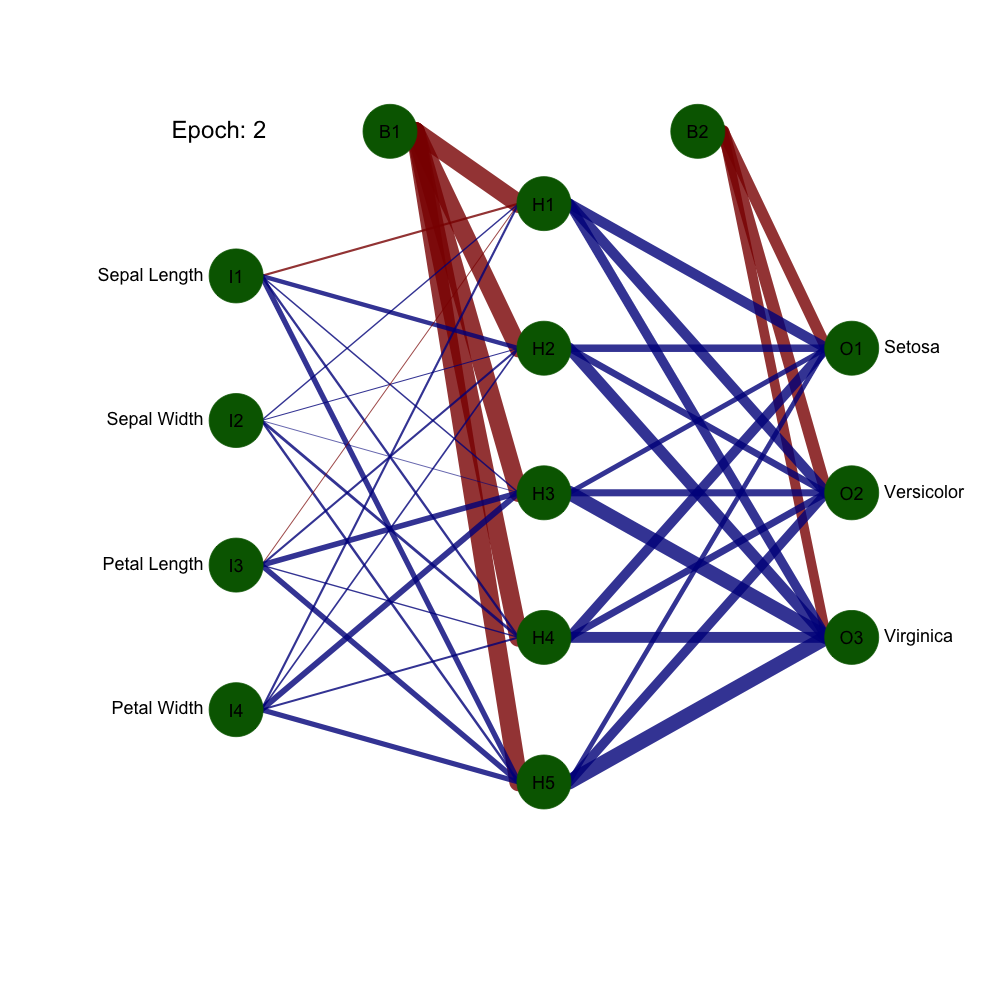 Epoch: 2
B1
B2
H1
Sepal Length
I1
H2
O1
Setosa
Sepal Width
I2
H3
O2
Versicolor
Petal Length
I3
H4
O3
Virginica
Petal Width
I4
H5